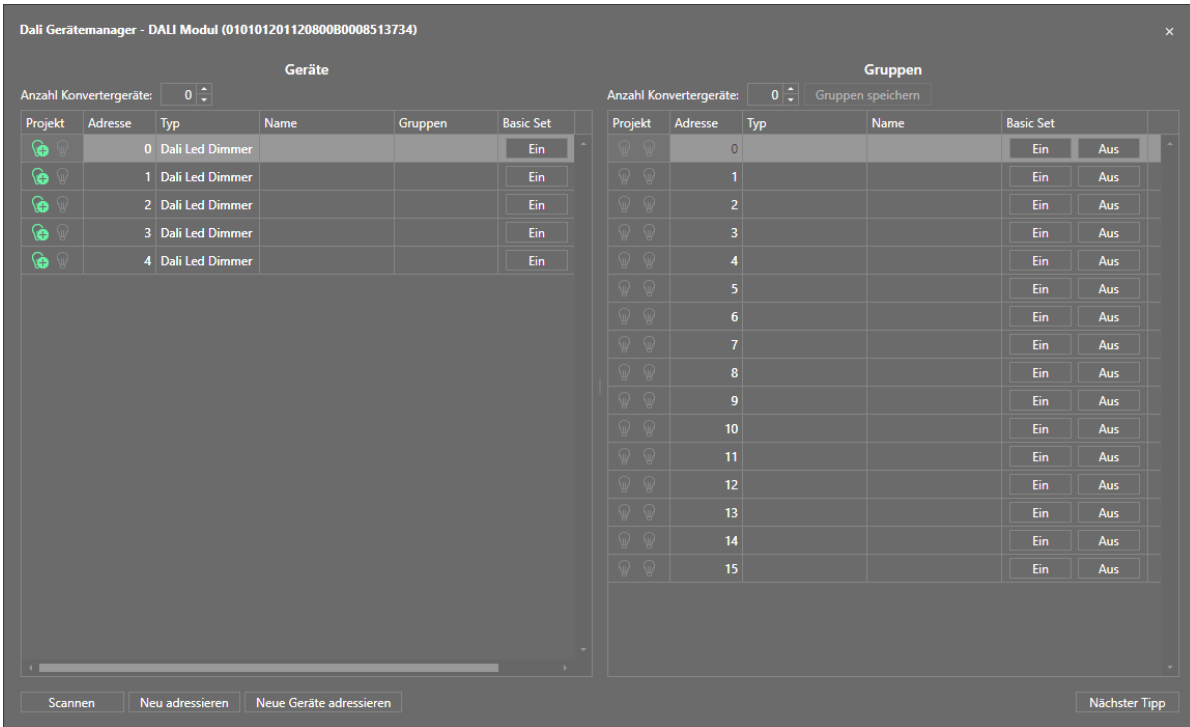 Dali Gerätemanager - DALI Modul (010101201120800B0008513734)
Geräte
Anzahl Konvertergeräte: 0
Projekt Adresse Typ Name Gruppen Basic Set
0 Dali Led Dimmer Ein
1 Dali Led Dimmer Ein
2 Dali Led Dimmer Ein
3 Dali Led Dimmer Ein
4 Dali Led Dimmer Ein
Gruppen
Anzahl Konvertergeräte: 0 Gruppen speichern
Projekt Adresse Typ Name Basic Set
0 Ein Aus
1 Ein Aus
2 Ein Aus
3 Ein Aus
4 Ein Aus
5 Ein Aus
6 Ein Aus
7 Ein Aus
8 Ein Aus
9 Ein Aus
10 Ein Aus
11 Ein Aus
12 Ein Aus
13 Ein Aus
14 Ein Aus
15 Ein Aus
Scannen Neu adressieren Neue Geräte adressieren Nächster Tipp